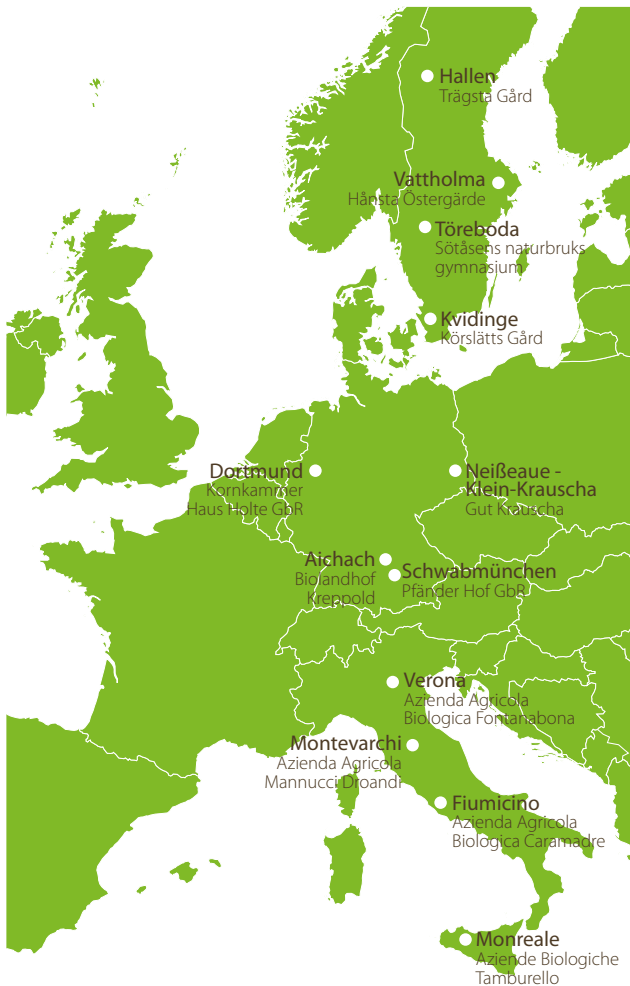 Hallen
Trägsta Gård
Vattholma
Hånsta Östergärde
Töreboda
Sötåsens naturbruks
gymnasium
Kvidinge
Körslätts Gård
Dortmund
Kornkammer
Haus Holte GbR
Neißeaue -
Klein-Krauscha
Gut Krauscha
Aichach
Biolandhof
Kreppold
Schwabmünchen
Pfänder Hof GbR
Verona
Azienda Agricola
Biologica Fontanabona
Montevarchi
Azienda Agricola
Mannucci Droandi
Fiumicino
Azienda Agricola
Biologica Caramadre
Monreale
Aziende Biologiche
Tamburello